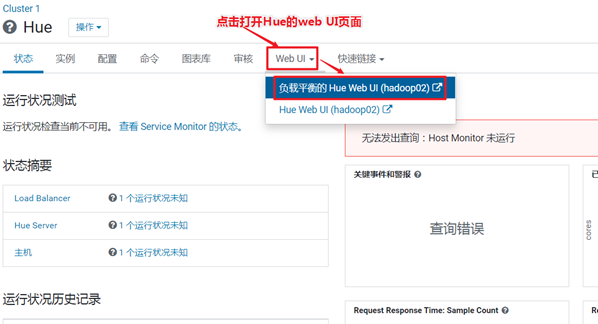 Cluster 1
Hue
操作
点击打开Hue的web UI页面
状态 实例 配置 命令 图表库 审核 Web UI 快速链接
负载平衡的 Hue Web UI (hadoop02)
Hue Web UI (hadoop02)
运行状况测试
运行状况检查当前不可用。 查看 Service Monitor 的状态。
无法发出查询：Host Monitor 未运行
状态摘要
Load Balancer 1 个运行状况未知
Hue Server 1 个运行状况未知
主机 1 个运行状况未知
关键事件和警报
查询错误
已
cores
运行状况历史记录
Request Response Time: Sample Count
Re